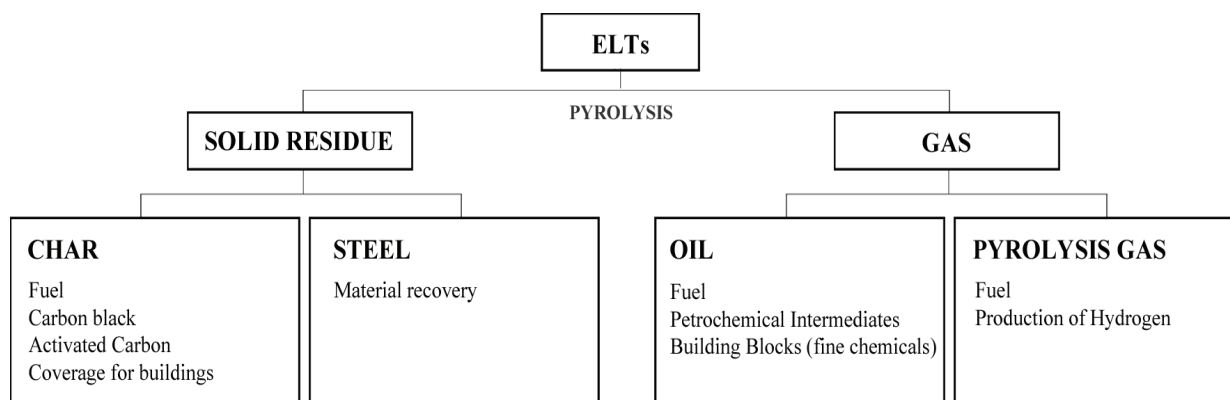 ELTs
PYROLYSIS
SOLID RESIDUE
GAS
CHAR
Fuel
Carbon black
Activated Carbon
Coverage for buildings
STEEL
Material recovery
OIL
Fuel
Petrochemical Intermediates
Building Blocks (fine chemicals)
PYROLYSIS GAS
Fuel
Production of Hydrogen